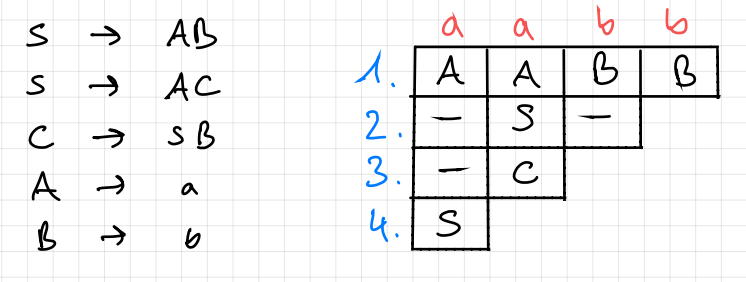 S → AB
S → AC
C → SB
A → a
B → b
a a b b
1. A A B B
2. – S –
3. – C
4. S